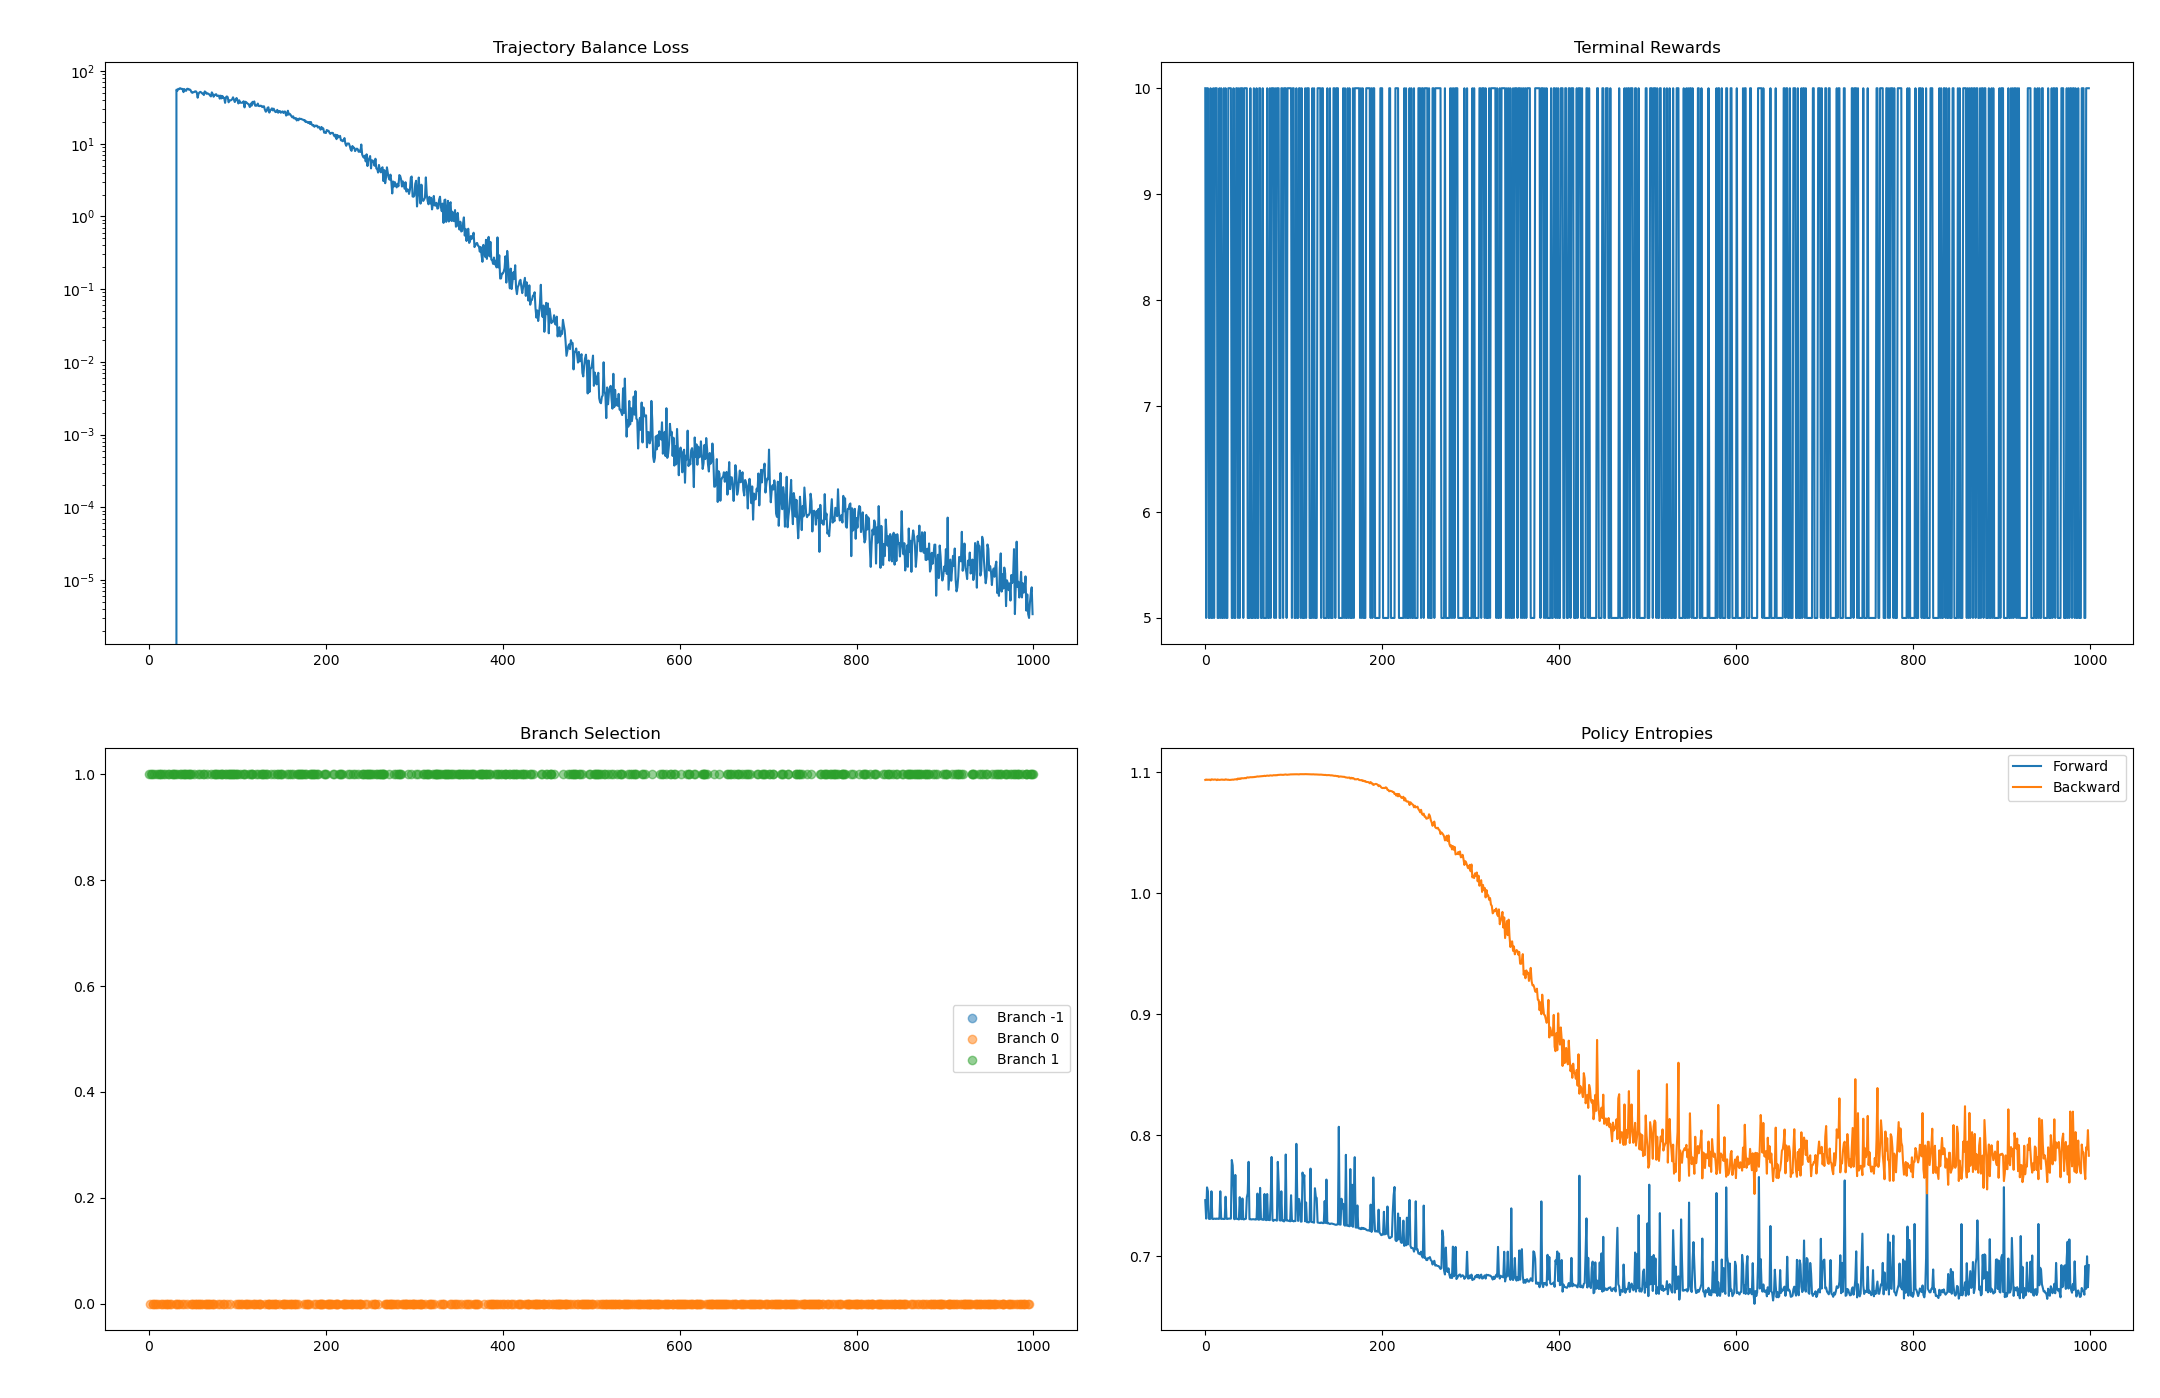 Trajectory Balance Loss
10^2
10^1
10^0
10^-1
10^-2
10^-3
10^-4
10^-5
0 200 400 600 800 1000
Terminal Rewards
10
9
8
7
6
5
0 200 400 600 800 1000
Branch Selection
1.0
0.8
0.6
0.4
0.2
0.0
Branch -1
Branch 0
Branch 1
0 200 400 600 800 1000
Policy Entropies
Forward
Backward
1.1
1.0
0.9
0.8
0.7
0 200 400 600 800 1000